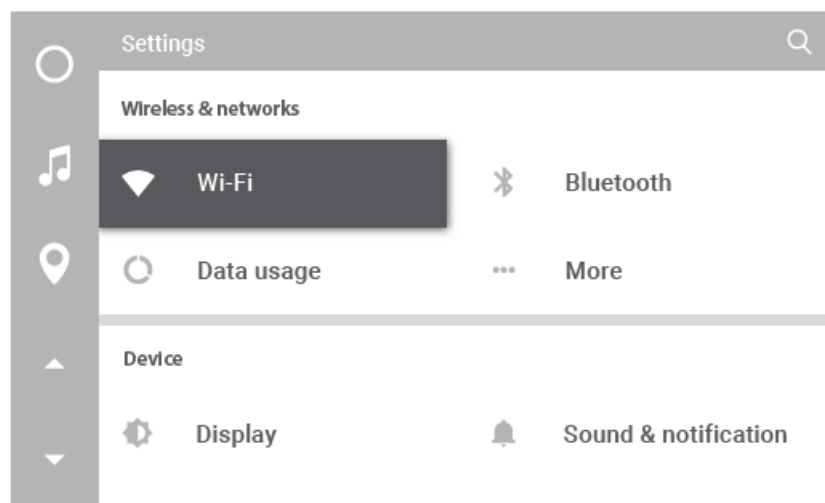 Settings
Wireless & networks
Wi-Fi Bluetooth
Data usage More
Device
Display Sound & notification